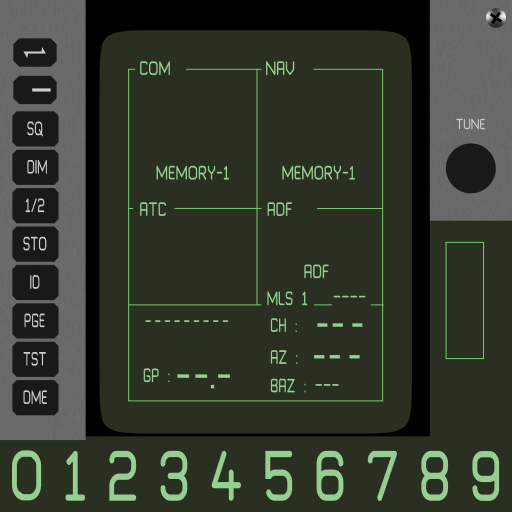 COM NAV
SQ
TUNE
DIM
MEMORY-1 MEMORY-1
1/2
ATC ADF
STO
ADF
ID
MLS 1 ----
PGE
--------- CH : ---
TST
AZ : ---
GP : --.-
BAZ : ---
DME
0 1 2 3 4 5 6 7 8 9